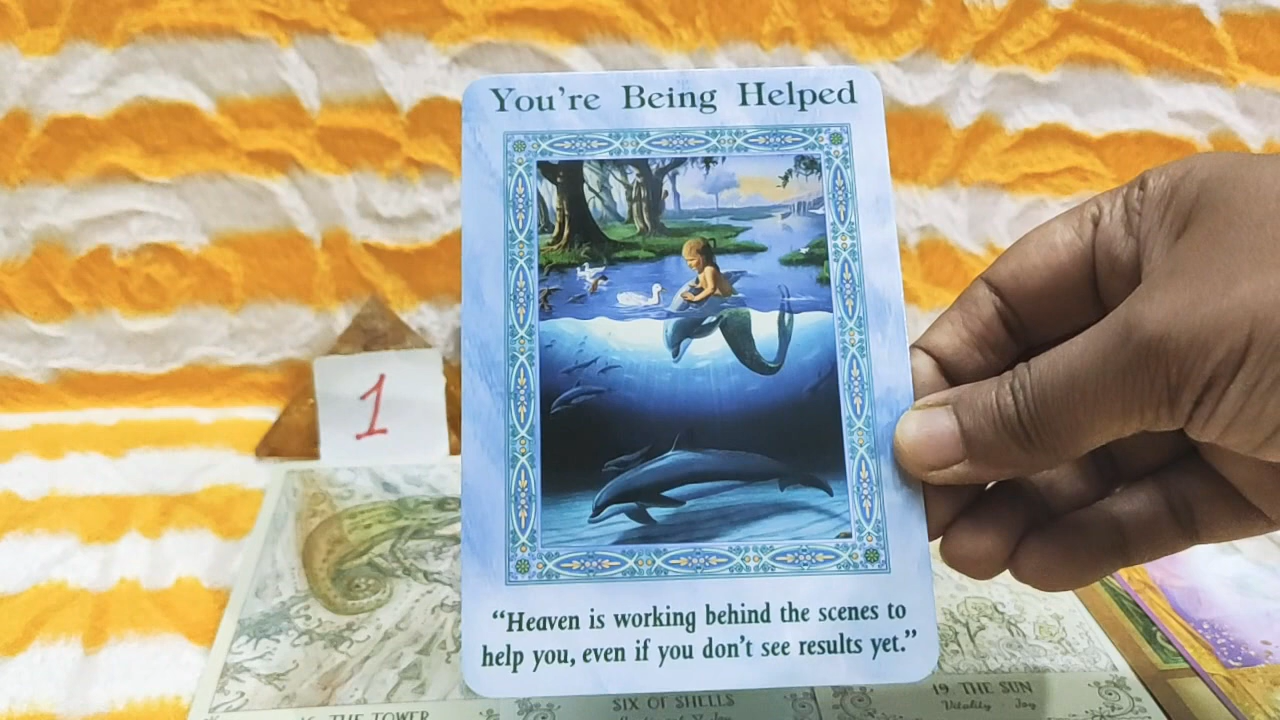 You're Being Helped
1
"Heaven is working behind the scenes to
help you, even if you don't see results yet."
THE TOWER
SIX OF SHELLS
19. THE SUN
Vitality · Joy